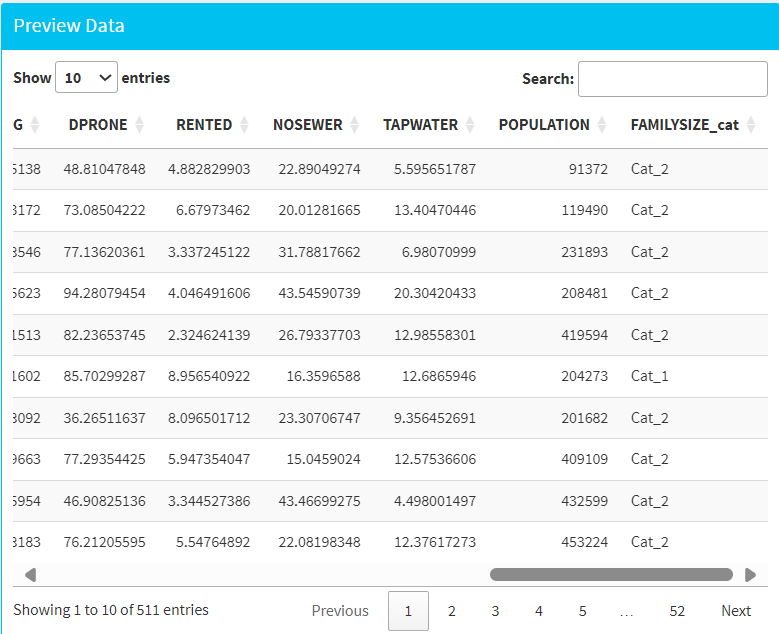 Preview Data
Show 10 entries Search:
G DPRONE RENTED NOSEWER TAPWATER POPULATION FAMILYSIZE_cat
5138 48.81047848 4.882829903 22.89049274 5.595651787 91372 Cat_2
3172 73.08504222 6.67973462 20.01281665 13.40470446 119490 Cat_2
3546 77.13620361 3.337245122 31.78817662 6.98070999 231893 Cat_2
5623 94.28079454 4.046491606 43.54590739 20.30420433 208481 Cat_2
1513 82.23653745 2.324624139 26.79337703 12.98558301 419594 Cat_2
1602 85.70299287 8.956540922 16.3596588 12.6865946 204273 Cat_1
3092 36.26511637 8.096501712 23.30706747 9.356452691 201682 Cat_2
9663 77.29354425 5.947354047 15.0459024 12.57536606 409109 Cat_2
5954 46.90825136 3.344527386 43.46699275 4.498001497 432599 Cat_2
3183 76.21205595 5.54764892 22.08198348 12.37617273 453224 Cat_2
Showing 1 to 10 of 511 entries Previous 1 2 3 4 5 … 52 Next